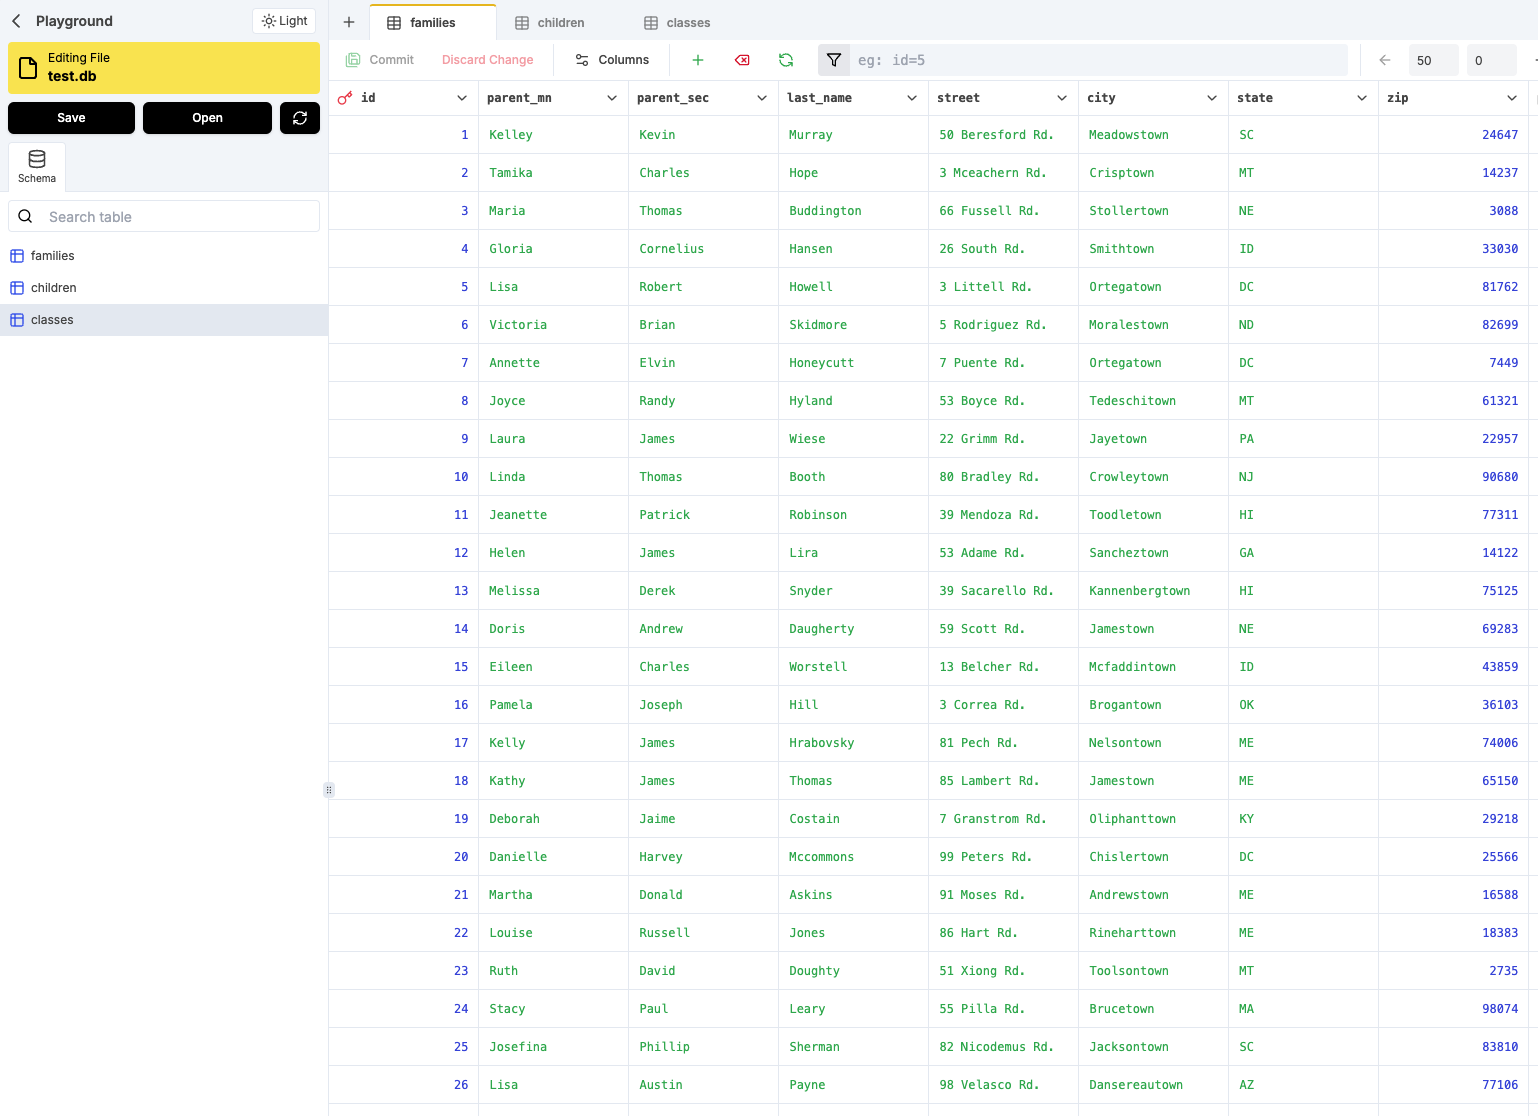 Playground
Light
Editing File
test.db
Save
Open
Schema
Search table
families
children
classes
families
children
classes
Commit
Discard Change
Columns
eg: id=5
50
0
id parent_mn parent_sec last_name street city state zip
1 Kelley Kevin Murray 50 Beresford Rd. Meadowstown SC 24647
2 Tamika Charles Hope 3 Mceachern Rd. Crisptown MT 14237
3 Maria Thomas Buddington 66 Fussell Rd. Stollertown NE 3088
4 Gloria Cornelius Hansen 26 South Rd. Smithtown ID 33030
5 Lisa Robert Howell 3 Littell Rd. Ortegatown DC 81762
6 Victoria Brian Skidmore 5 Rodriguez Rd. Moralestown ND 82699
7 Annette Elvin Honeycutt 7 Puente Rd. Ortegatown DC 7449
8 Joyce Randy Hyland 53 Boyce Rd. Tedeschitown MT 61321
9 Laura James Wiese 22 Grimm Rd. Jayetown PA 22957
10 Linda Thomas Booth 80 Bradley Rd. Crowleytown NJ 90680
11 Jeanette Patrick Robinson 39 Mendoza Rd. Toodletown HI 77311
12 Helen James Lira 53 Adame Rd. Sancheztown GA 14122
13 Melissa Derek Snyder 39 Sacarello Rd. Kannenbergtown HI 75125
14 Doris Andrew Daugherty 59 Scott Rd. Jamestown NE 69283
15 Eileen Charles Worstell 13 Belcher Rd. Mcfaddintown ID 43859
16 Pamela Joseph Hill 3 Correa Rd. Brogantown OK 36103
17 Kelly James Hrabovsky 81 Pech Rd. Nelsontown ME 74006
18 Kathy James Thomas 85 Lambert Rd. Jamestown ME 65150
19 Deborah Jaime Costain 7 Granstrom Rd. Oliphanttown KY 29218
20 Danielle Harvey Mccommons 99 Peters Rd. Chislertown DC 25566
21 Martha Donald Askins 91 Moses Rd. Andrewstown ME 16588
22 Louise Russell Jones 86 Hart Rd. Rineharttown ME 18383
23 Ruth David Doughty 51 Xiong Rd. Toolsontown MT 2735
24 Stacy Paul Leary 55 Pilla Rd. Brucetown MA 98074
25 Josefina Phillip Sherman 82 Nicodemus Rd. Jacksontown SC 83810
26 Lisa Austin Payne 98 Velasco Rd. Dansereautown AZ 77106